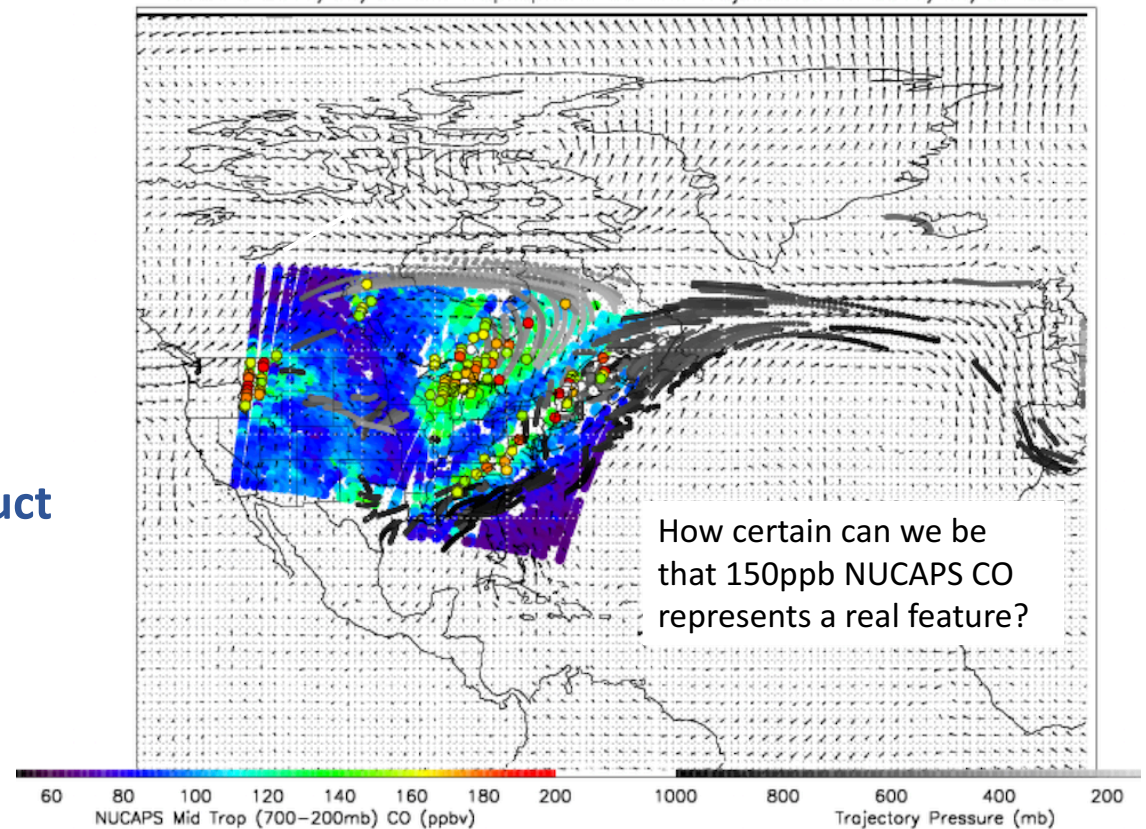 uct
How certain can we be
that 150ppb NUCAPS CO
represents a real feature?
60 80 100 120 140 160 180 200
1000 800 600 400 200
NUCAPS Mid Trop (700-200mb) CO (ppbv)
Trajectory Pressure (mb)